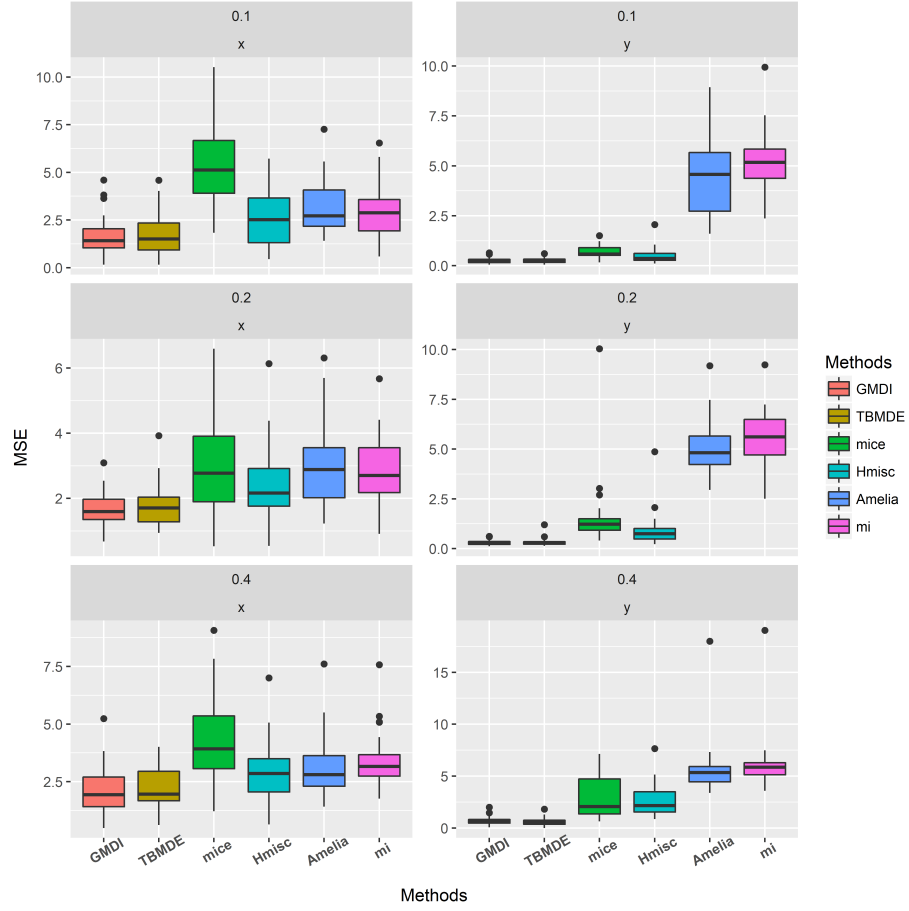 0.1
x
10.0
7.5
5.0
2.5
0.0
0.1
y
10.0
7.5
5.0
2.5
0.0
0.2
x
6
4
2
0.2
y
10.0
7.5
5.0
2.5
0.0
0.4
x
7.5
5.0
2.5
0.4
y
15
10
5
0
GMDI
TBMDE
mice
Hmisc
Amelia
mi
GMDI
TBMDE
mice
Hmisc
Amelia
mi
MSE
Methods
Methods
GMDI
TBMDE
mice
Hmisc
Amelia
mi